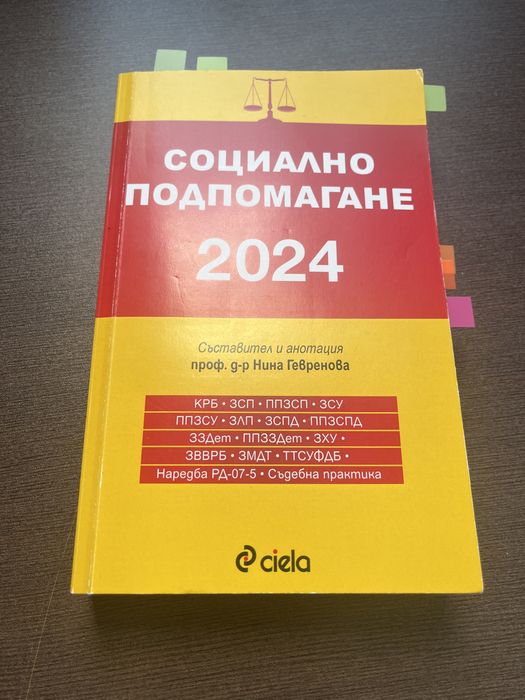 СОЦИАЛНО
ПОДПОМАГАНЕ
2024
Съставител и анотация
проф. д-р Нина Гевренова
КРБ • ЗСП • ППЗСП • ЗСУ
ППЗСУ • ЗЛП • ЗСПД • ППЗСПД
ЗЗДет • ППЗЗДет • ЗХУ •
ЗВВРБ • ЗМДТ • ТТСУФДБ •
Наредба РД-07-5 • Съдебна практика
ciela